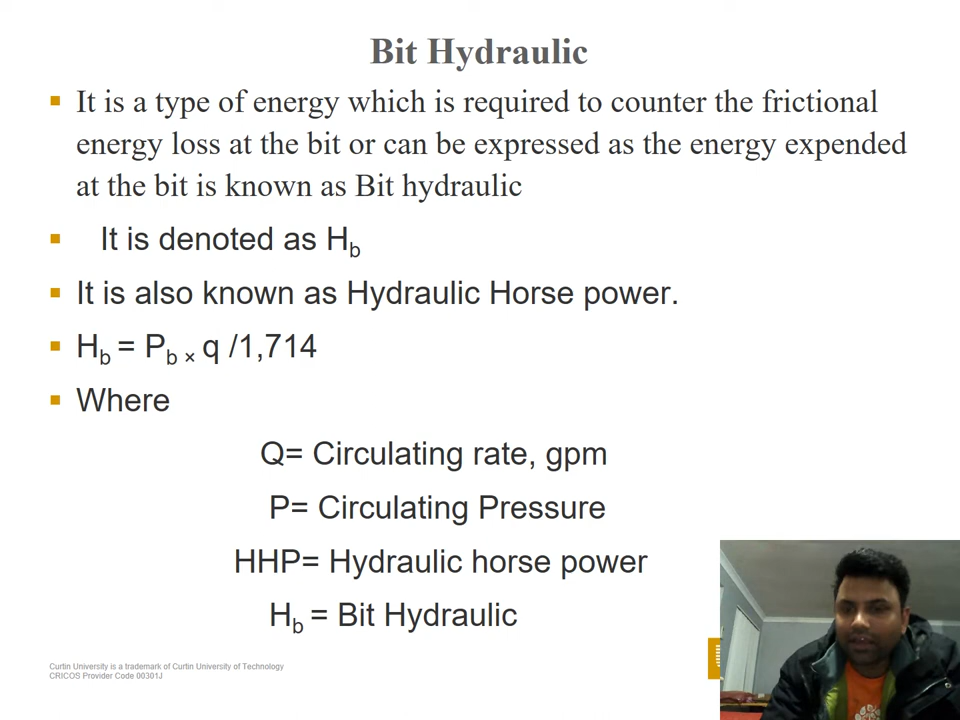 Bit Hydraulic
It is a type of energy which is required to counter the frictional
energy loss at the bit or can be expressed as the energy expended
at the bit is known as Bit hydraulic
It is denoted as Hb
It is also known as Hydraulic Horse power.
Hb = Pb × q /1,714
Where
Q= Circulating rate, gpm
P= Circulating Pressure
HHP= Hydraulic horse power
Hb = Bit Hydraulic
Curtin University is a trademark of Curtin University of Technology
CRICOS Provider Code 00301J